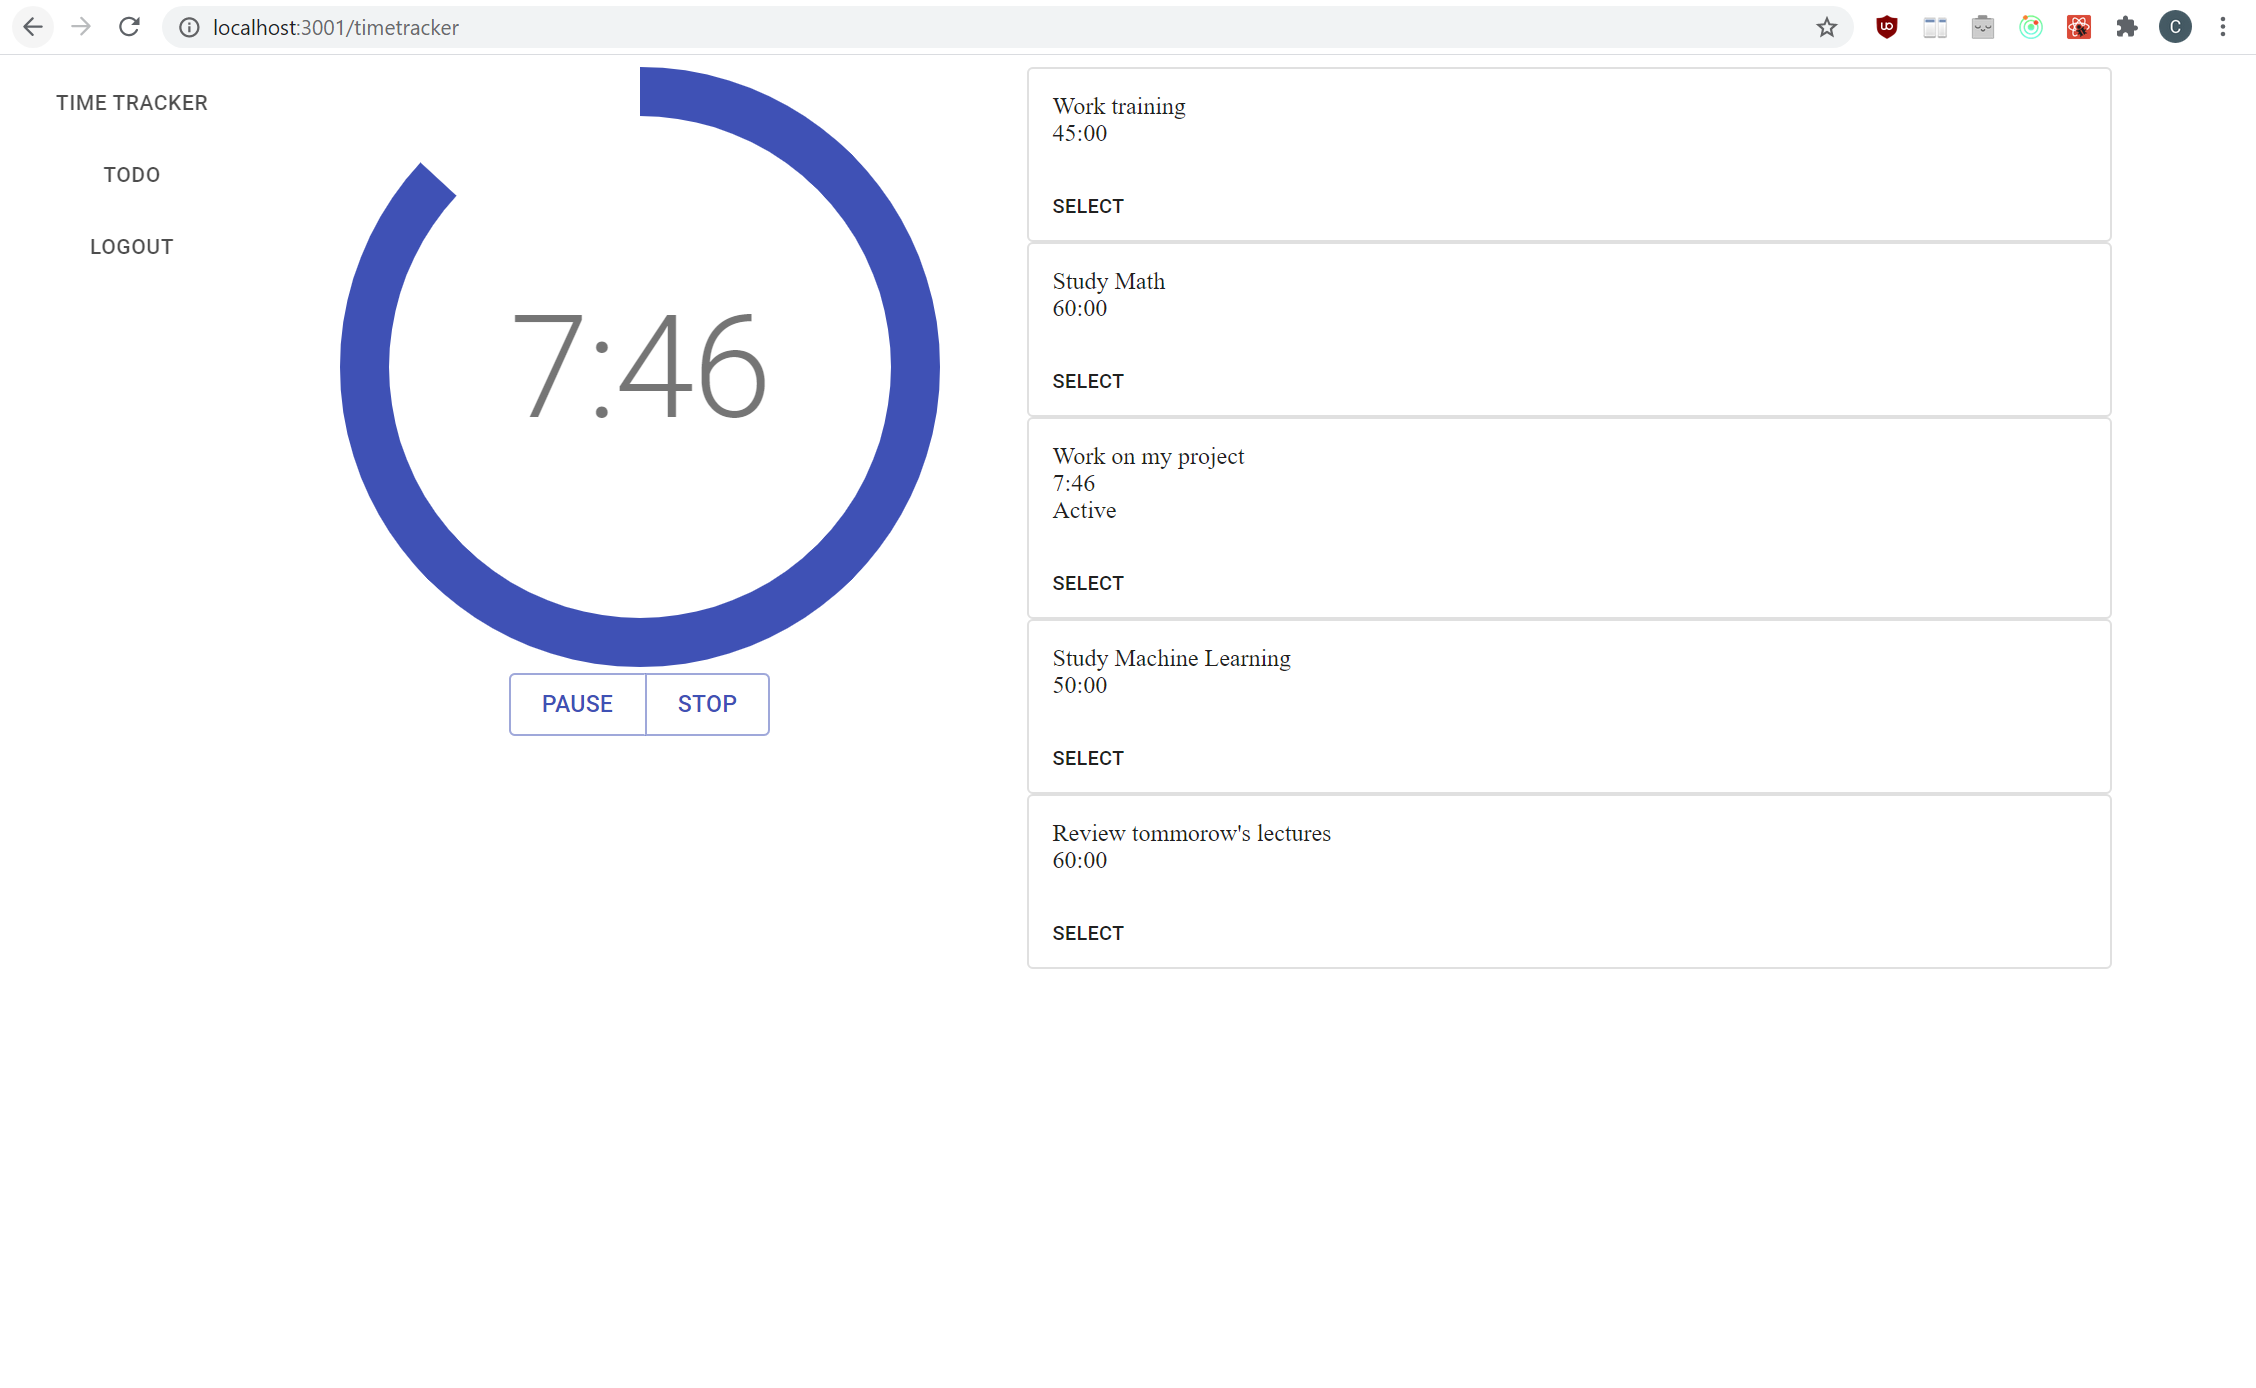 localhost:3001/timetracker
C
TIME TRACKER
TODO
LOGOUT
7:46
PAUSE
STOP
Work training
45:00
SELECT
Study Math
60:00
SELECT
Work on my project
7:46
Active
SELECT
Study Machine Learning
50:00
SELECT
Review tommorow's lectures
60:00
SELECT